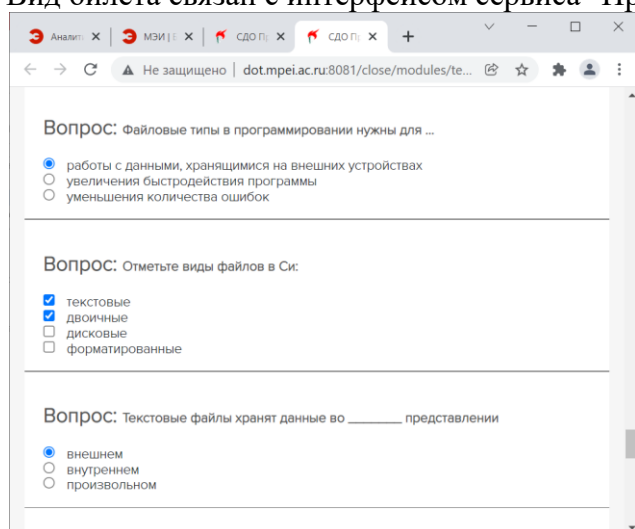 Вид билета связан с интерфейсом сервиса "Пр
Аналит
МЭИ | Е
СДО Пр
СДО Пр
Не защищено | dot.mpei.ac.ru:8081/close/modules/te...
Вопрос: Файловые типы в программировании нужны для ...
работы с данными, хранящимися на внешних устройствах
увеличения быстродействия программы
уменьшения количества ошибок
Вопрос: Отметьте виды файлов в Си:
текстовые
двоичные
дисковые
форматированные
Вопрос: Текстовые файлы хранят данные во ________ представлении
внешнем
внутреннем
произвольном